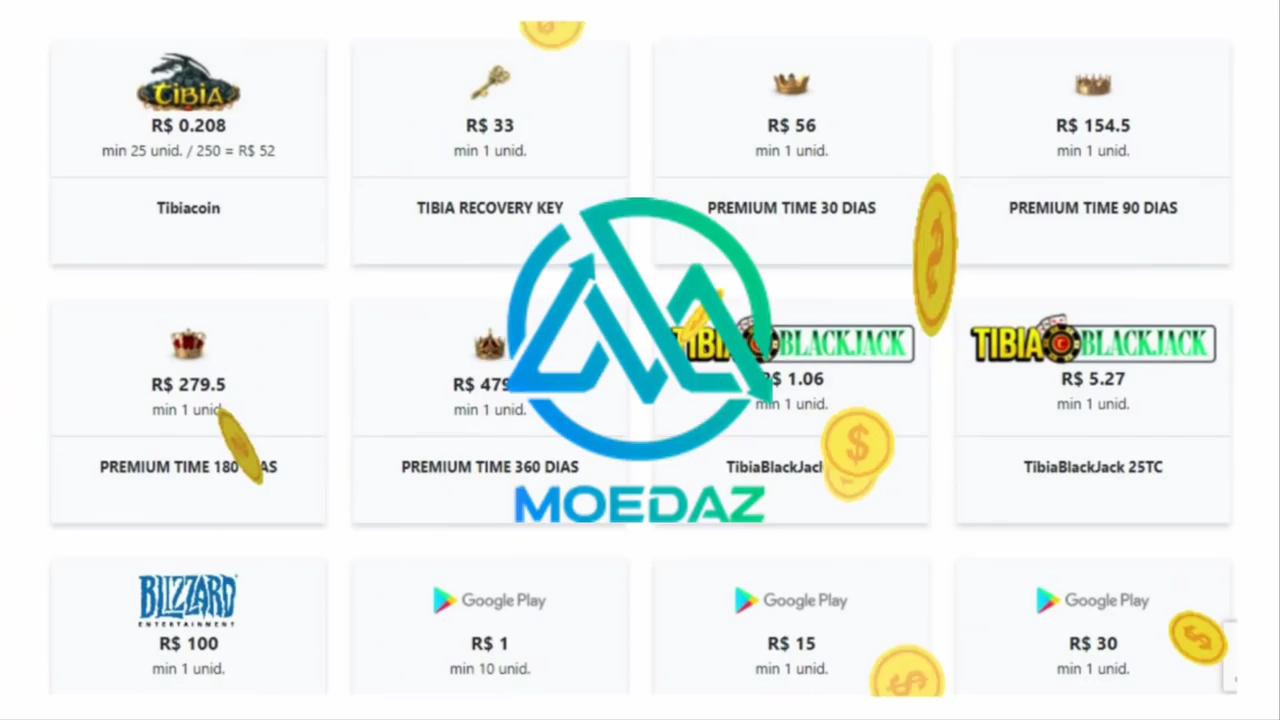 TIBIA
R$ 0.208
min 25 unid. / 250 = R$ 52
Tibiacoin
R$ 33
min 1 unid.
TIBIA RECOVERY KEY
R$ 56
min 1 unid.
PREMIUM TIME 30 DIAS
R$ 154.5
min 1 unid.
PREMIUM TIME 90 DIAS
R$ 279.5
min 1 unid.
PREMIUM TIME 180 DIAS
R$ 479
min 1 unid.
PREMIUM TIME 360 DIAS
TIBIA BLACKJACK
R$ 1.06
min 1 unid.
TibiaBlackJack
TIBIA BLACKJACK
R$ 5.27
min 1 unid.
TibiaBlackJack 25TC
MOEDAZ
BLIZZARD
ENTERTAINMENT
R$ 100
min 1 unid.
Google Play
R$ 1
min 10 unid.
Google Play
R$ 15
min 1 unid.
Google Play
R$ 30
min 1 unid.